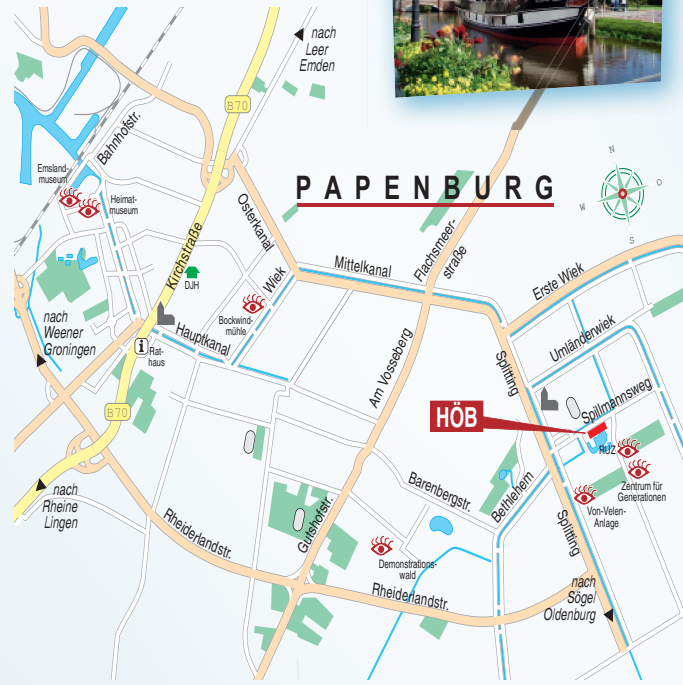 nach
Leer
Emden
B70
Bahnhofstr.
Emsland-
museum
Heimat-
museum
PAPENBURG
N
O
S
W
Osterkanal
Kirchstraße
DJH
Wiek
Mittelkanal
Flachsmeer-
straße
Erste Wiek
Bockwind-
mühle
Hauptkanal
i
Rat-
haus
nach
Weener
Groningen
Umländerwiek
Splitting
Am Vosseberg
Spillmannsweg
HÖB
B70
RUZ
Zentrum für
Generationen
Von-Velen-
Anlage
Bethlehem
Barenbergstr.
nach
Rheine
Lingen
Rheiderlandstr.
Gutshofstr.
Splitting
Demonstrations-
wald
Rheiderlandstr.
nach
Sögel
Oldenburg